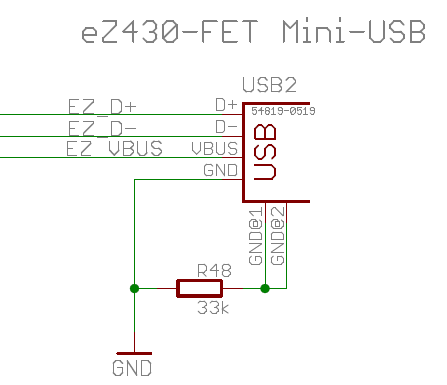 eZ430-FET Mini-USB
USB2
EZ_D+ D+ 54819-0519
EZ_D- D-
EZ_VBUS VBUS USB
GND
GND@1 GND@2
R48
33k
GND